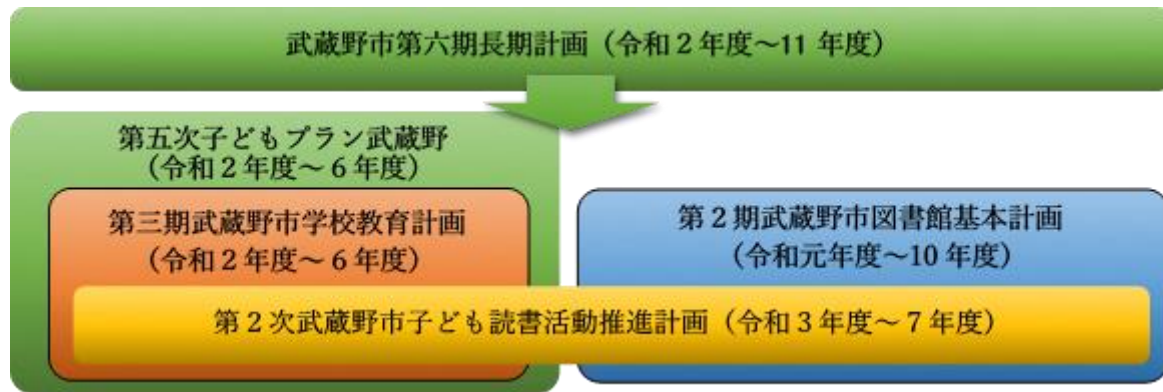 武蔵野市第六期長期計画（令和２年度～11 年度）
第五次子どもプラン武蔵野
（令和２年度～６年度）
第三期武蔵野市学校教育計画
（令和２年度～６年度）
第２期武蔵野市図書館基本計画
（令和元年度～10 年度）
第２次武蔵野市子ども読書活動推進計画（令和３年度～７年度）